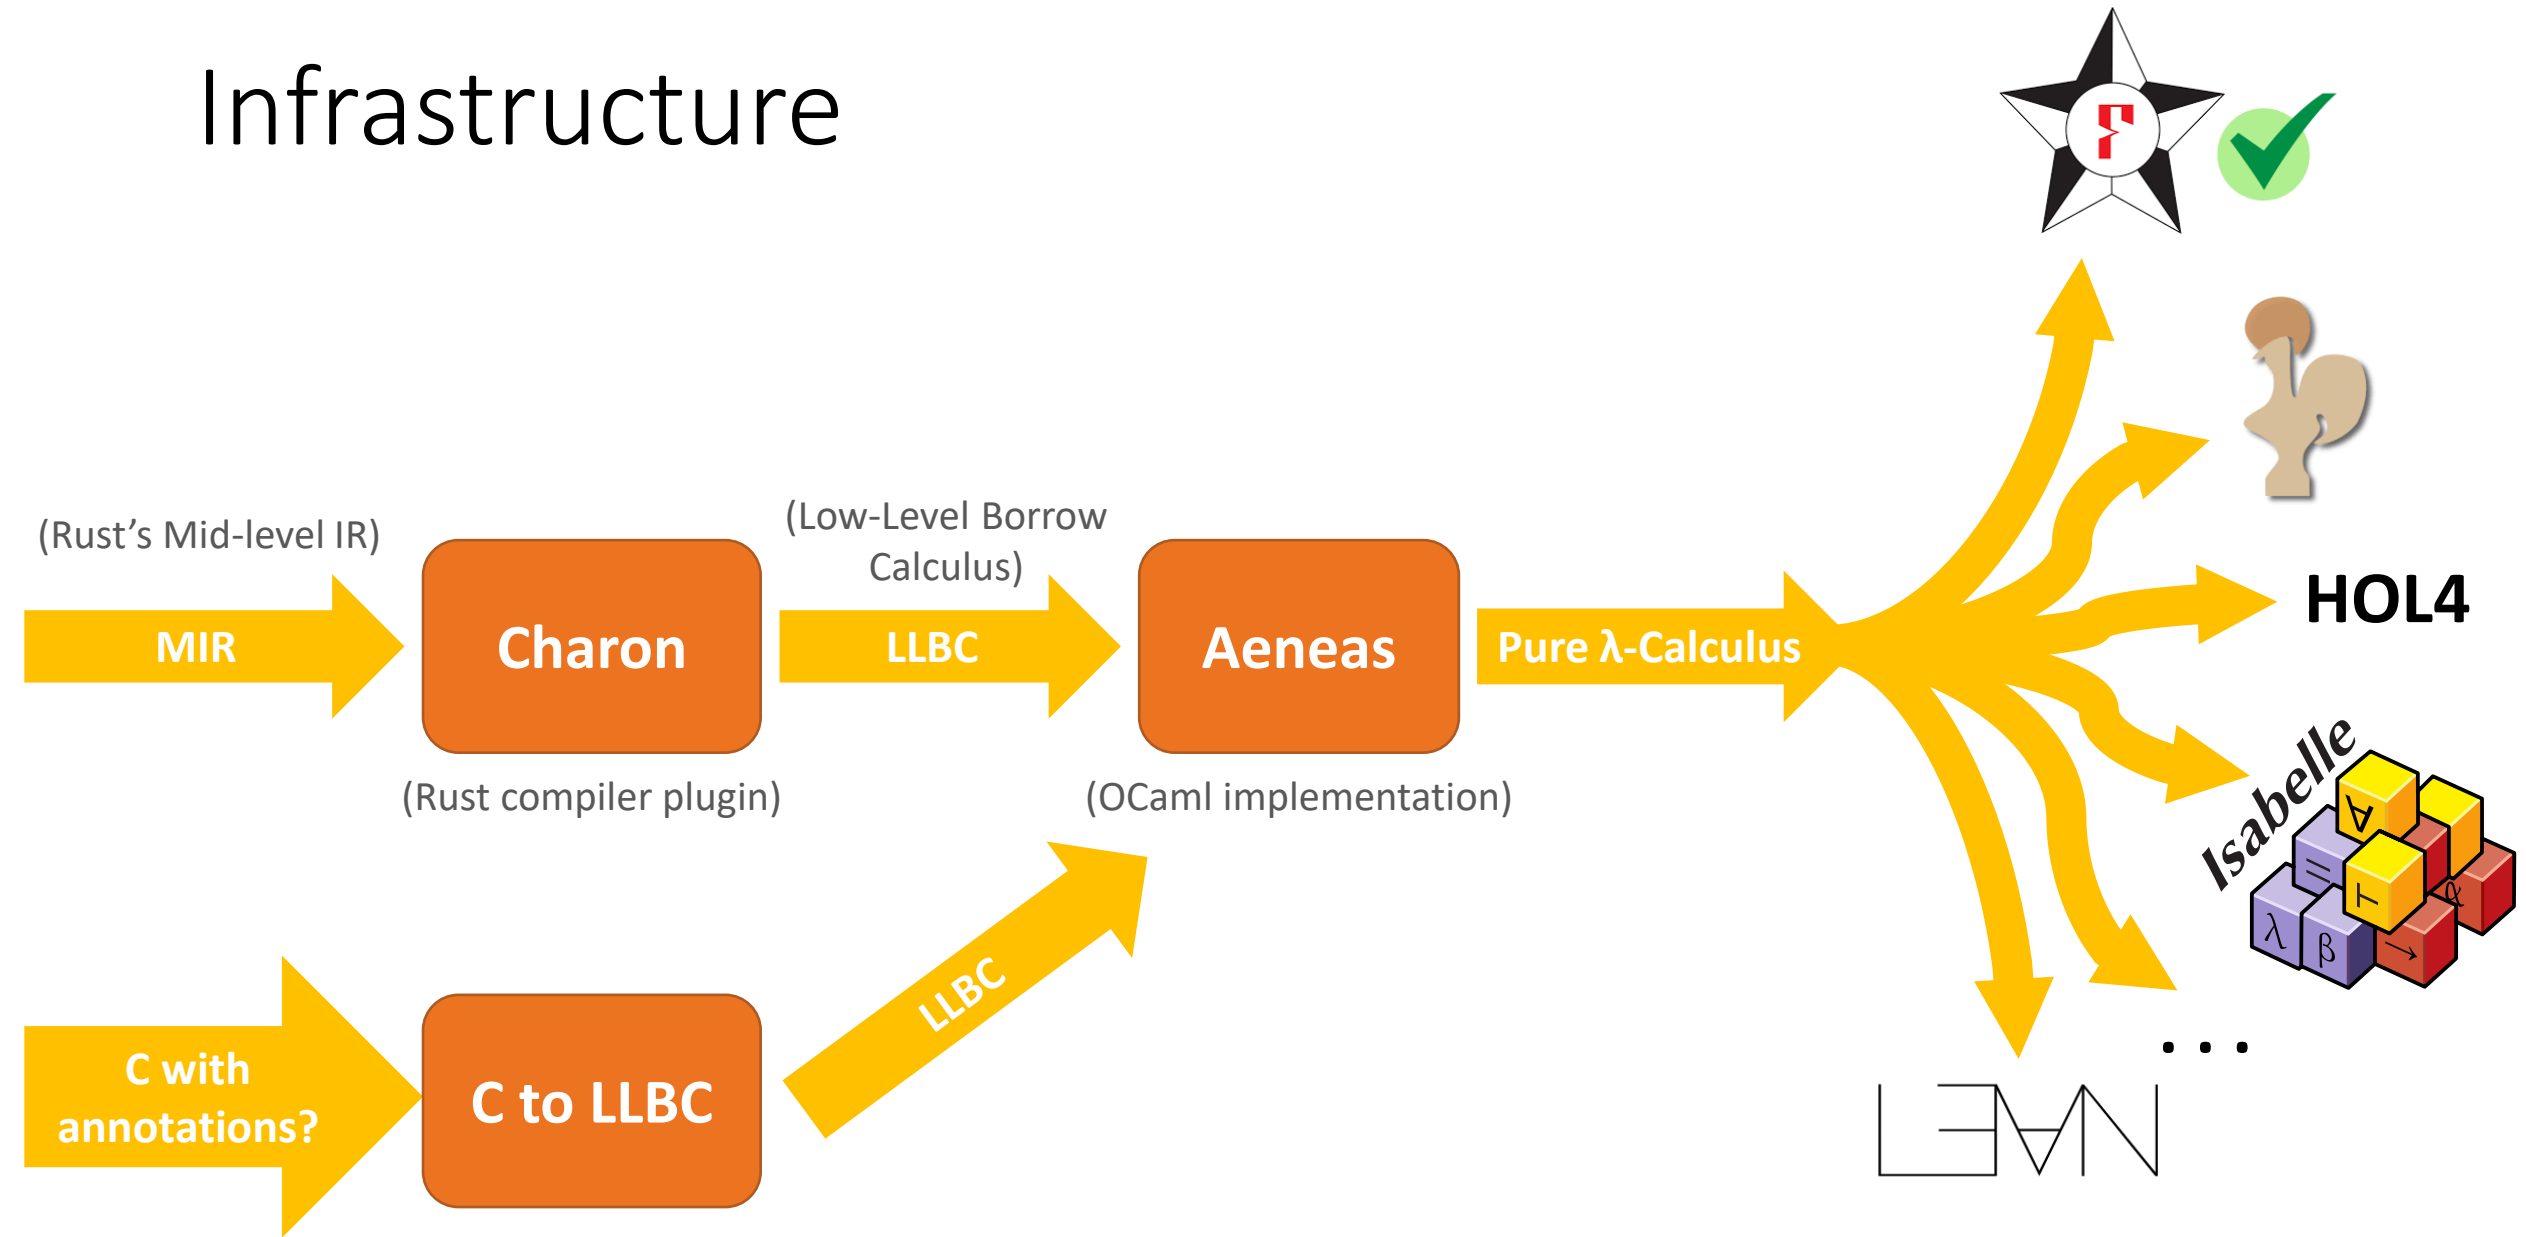 Infrastructure
F
(Rust's Mid-level IR)
MIR
Charon
(Rust compiler plugin)
(Low-Level Borrow
Calculus)
LLBC
Aeneas
(OCaml implementation)
Pure λ-Calculus
HOL4
Isabelle
∀
=
⊢
α
λ
β
→
...
LEAN
C with
annotations?
C to LLBC
LLBC